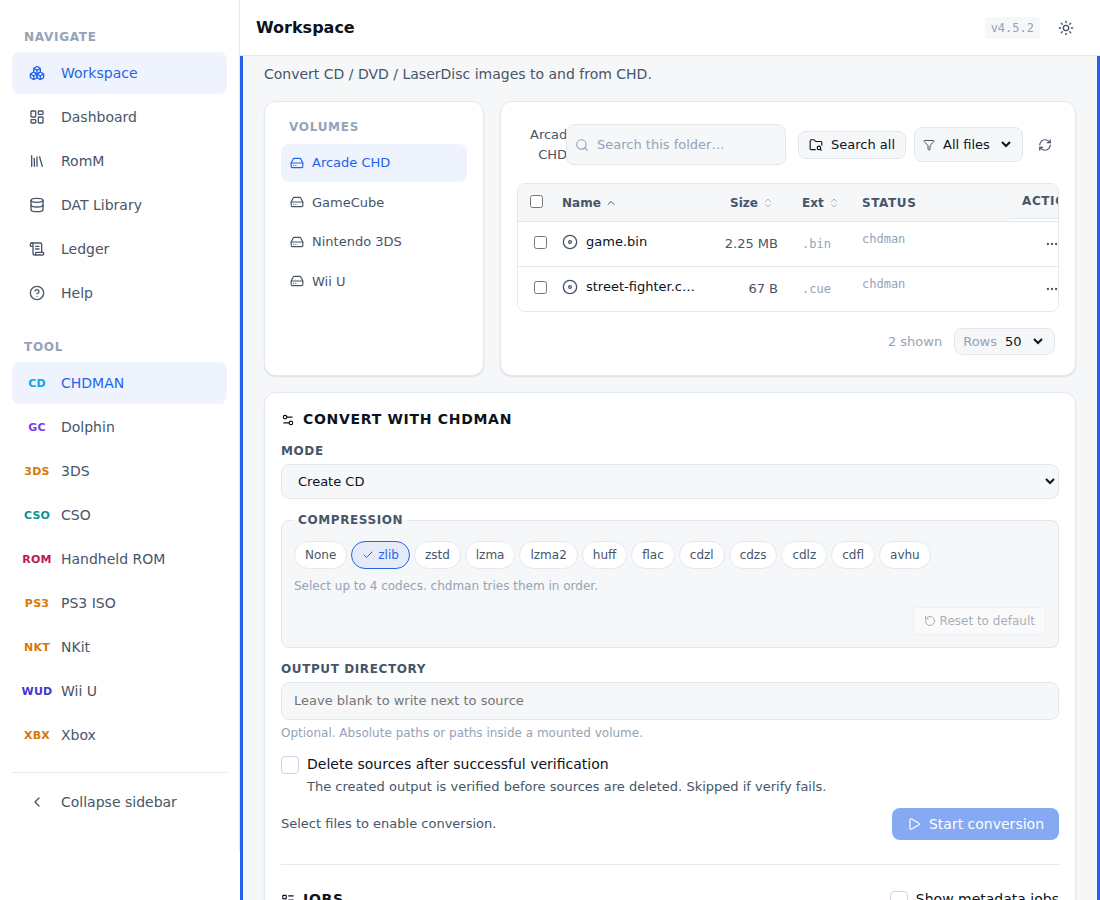 NAVIGATE
Workspace
Dashboard
RomM
DAT Library
Ledger
Help
TOOL
CD CHDMAN
GC Dolphin
3DS 3DS
CSO CSO
ROM Handheld ROM
PS3 PS3 ISO
NKT NKit
WUD Wii U
XBX Xbox
Collapse sidebar
Workspace
v4.5.2
Convert CD / DVD / LaserDisc images to and from CHD.
VOLUMES
Arcade CHD
GameCube
Nintendo 3DS
Wii U
Arcad
CHD
Search this folder…
Search all
All files
Name Size Ext STATUS ACTIO
game.bin 2.25 MB .bin chdman ...
street-fighter.c… 67 B .cue chdman ...
2 shown Rows 50
CONVERT WITH CHDMAN
MODE
Create CD
COMPRESSION
None zlib zstd lzma lzma2 huff flac cdzl cdzs cdlz cdfl avhu
Select up to 4 codecs. chdman tries them in order.
Reset to default
OUTPUT DIRECTORY
Leave blank to write next to source
Optional. Absolute paths or paths inside a mounted volume.
Delete sources after successful verification
The created output is verified before sources are deleted. Skipped if verify fails.
Select files to enable conversion.
Start conversion
JOBS
Show metadata jobs